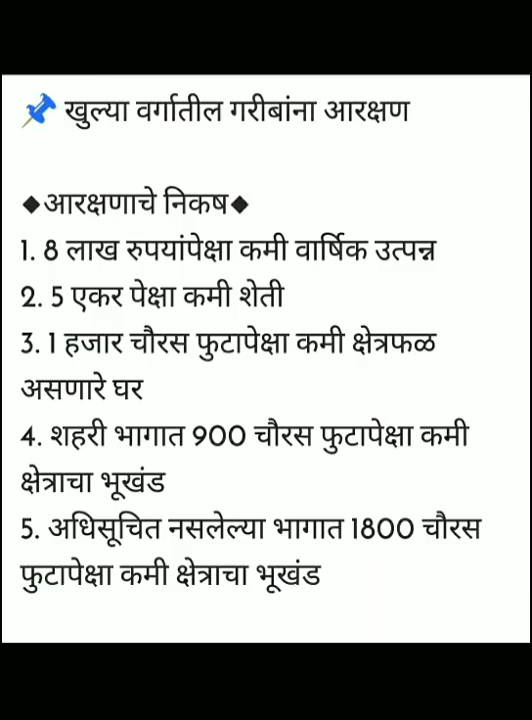 📌 खुल्या वर्गातील गरीबांना आरक्षण
◆आरक्षणाचे निकष◆
1. 8 लाख रुपयांपेक्षा कमी वार्षिक उत्पन्न
2. 5 एकर पेक्षा कमी शेती
3. 1 हजार चौरस फुटापेक्षा कमी क्षेत्रफळ
असणारे घर
4. शहरी भागात 900 चौरस फुटापेक्षा कमी
क्षेत्राचा भूखंड
5. अधिसूचित नसलेल्या भागात 1800 चौरस
फुटापेक्षा कमी क्षेत्राचा भूखंड